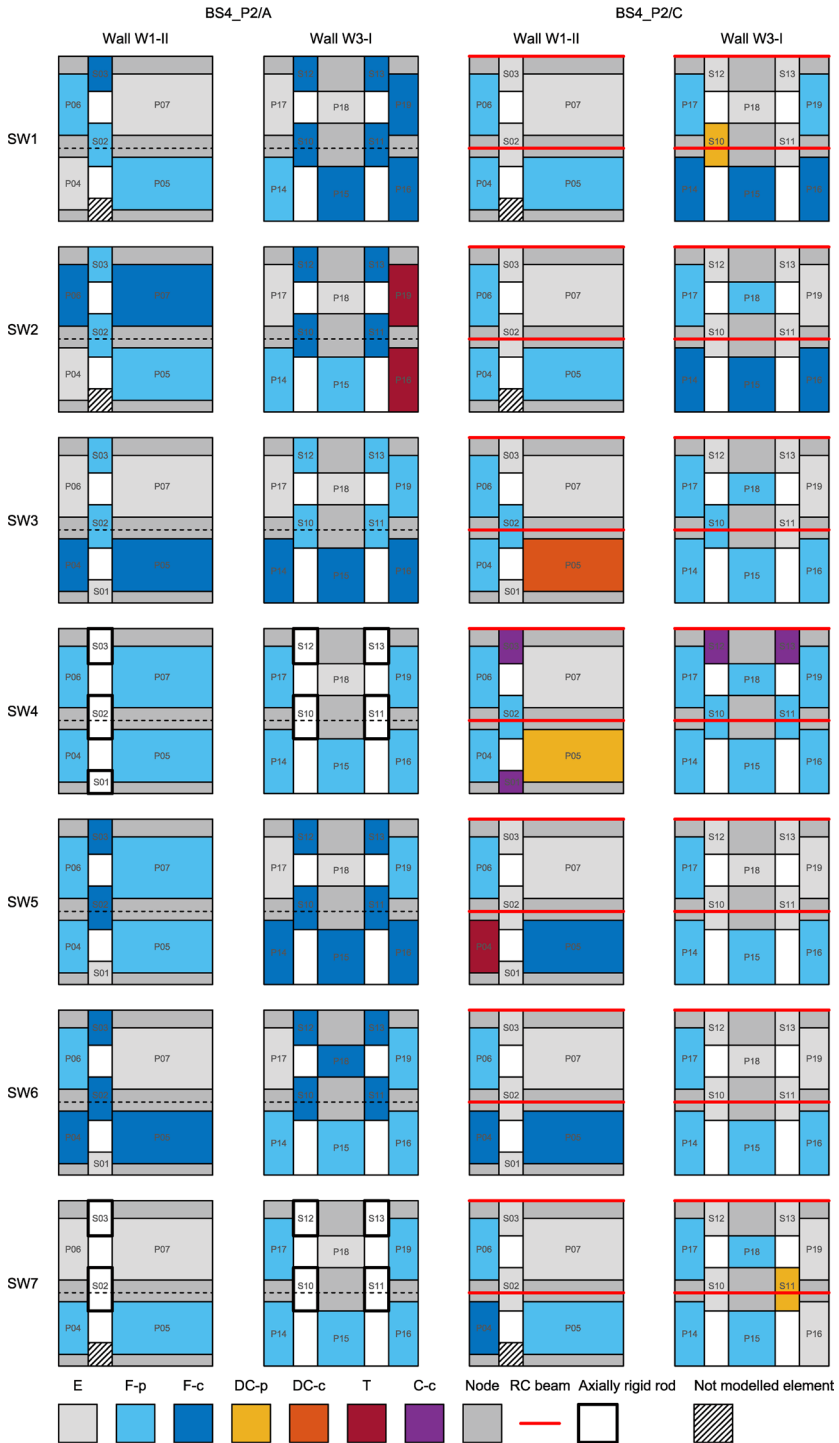 BS4_P2/A BS4_P2/C
Wall W1-II Wall W3-I Wall W1-II Wall W3-I
S03 S12 S13
P06 P07 P17 P18 P06 P07 P17 P18 P19
SW1
S02 S02 S10 S11
P04 P05 P14 P04 P05
S03 S03 S12 S13
P17 P18 P19 P06 P07 P17 P18 P19
SW2
S02 S02 S10 S11
P04 P05 P14 P15 P04 P05
S03 S12 S13 S03 S12 S13
P06 P07 P17 P18 P19 P06 P07 P17 P18 P19
SW3
S02 S10 S11 S02 S10 S11
P04 P05 P14 P15 P16
S01 S01
S03 S12 S13
P06 P07 P17 P18 P19 P06 P07 P17 P18 P19
SW4
S02 S10 S11 S02 S10 S11
P04 P05 P14 P15 P16 P04 P05 P14 P15 P16
S01
S03 S12 S13
P06 P07 P17 P18 P19 P06 P07 P17 P18 P19
SW5
S02 S10 S11
P04 P05 P04 P14 P15 P16
S01 S01
S03 S12 S13
P06 P07 P17 P19 P06 P07 P17 P18 P19
SW6
S02 S10 S11
P14 P15 P16 P14 P15 P16
S01 S01
S03 S12 S13 S03 S12 S13
P06 P07 P17 P18 P19 P06 P07 P17 P18 P19
SW7
S02 S10 S11 S02 S10 S11
P04 P05 P14 P15 P16 P05 P14 P15 P16
E F-p F-c DC-p DC-c T C-c Node RC beam Axially rigid rod Not modelled element